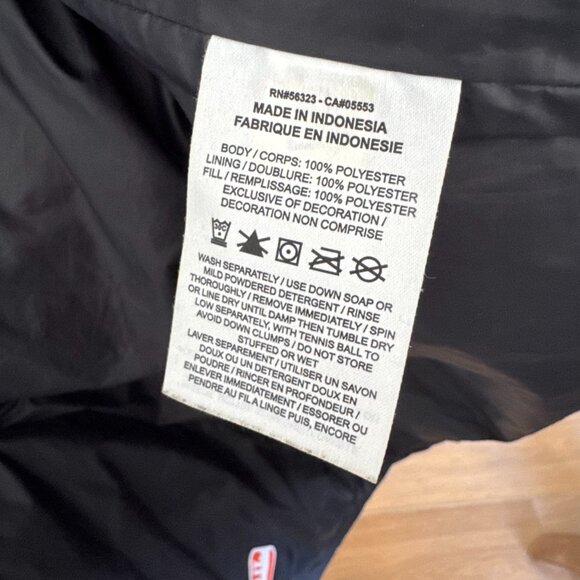 RN#56323 - CA#05553
MADE IN INDONESIA
FABRIQUE EN INDONESIE
BODY / CORPS: 100% POLYESTER
LINING / DOUBLURE: 100% POLYESTER
FILL / REMPLISSAGE: 100% POLYESTER
EXCLUSIVE OF DECORATION /
DECORATION NON COMPRISE
WASH SEPARATELY / USE DOWN SOAP OR
MILD POWDERED DETERGENT / RINSE
THOROUGHLY / REMOVE IMMEDIATELY / SPIN
OR LINE DRY UNTIL DAMP THEN TUMBLE DRY
LOW SEPARATELY, WITH TENNIS BALL TO
AVOID DOWN CLUMPS / DO NOT STORE
STUFFED OR WET
LAVER SEPAREMENT / UTILISER UN SAVON
DOUX OU UN DETERGENT DOUX EN
POUDRE / RINCER EN PROFONDEUR /
ENLEVER IMMEDIATEMENT / ESSORER OU
PENDRE AU FIL A LINGE PUIS, ENCORE